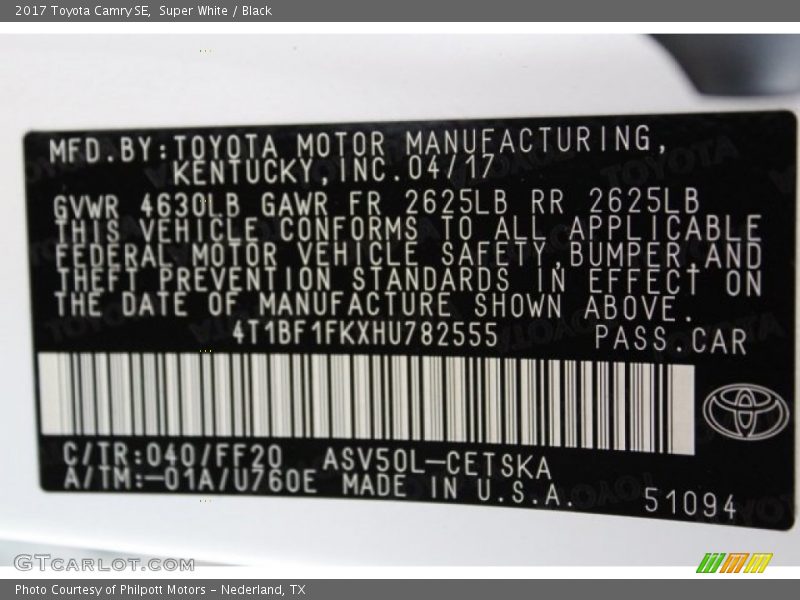 2017 Toyota Camry SE, Super White / Black
MFD.BY:TOYOTA MOTOR MANUFACTURING,
KENTUCKY,INC.04/17
GVWR 4630LB GAWR FR 2625LB RR 2625LB
THIS VEHICLE CONFORMS TO ALL APPLICABLE
FEDERAL MOTOR VEHICLE SAFETY,BUMPER,AND
THEFT PREVENTION STANDARDS IN EFFECT ON
THE DATE OF MANUFACTURE SHOWN ABOVE.
4T1BF1FKXHU782555 PASS.CAR
C/TR:040/FF20 ASV50L-CETSKA
A/TM:-01A/U760E MADE IN U.S.A.
51094
GTCARLOT.COM
Photo Courtesy of Philpott Motors - Nederland, TX